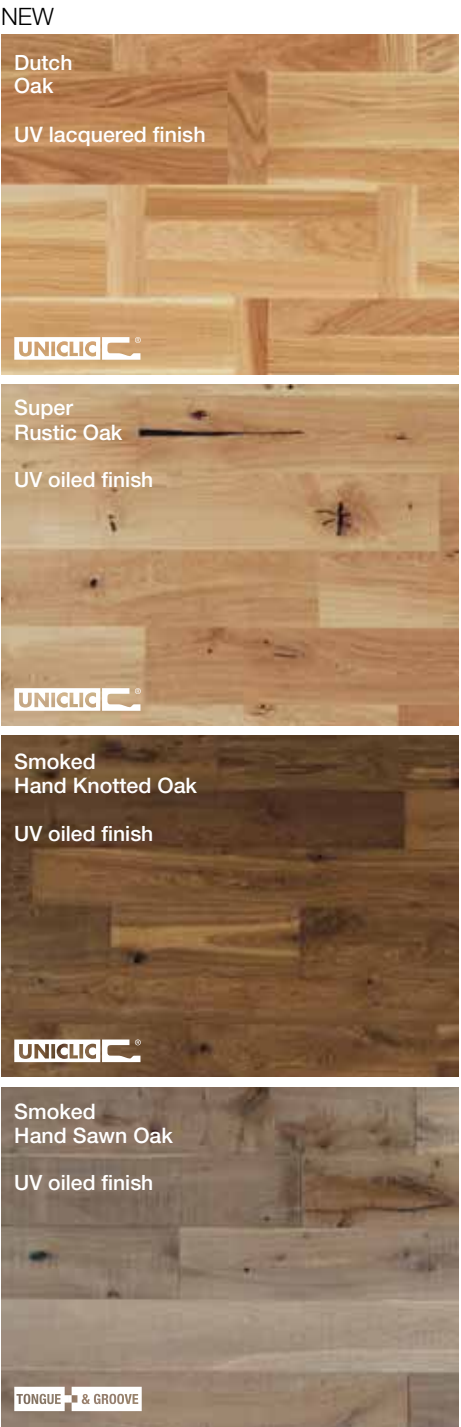 NEW
Dutch
Oak
UV lacquered finish
UNICLIC®
Super
Rustic Oak
UV oiled finish
UNICLIC®
Smoked
Hand Knotted Oak
UV oiled finish
UNICLIC®
Smoked
Hand Sawn Oak
UV oiled finish
TONGUE & GROOVE